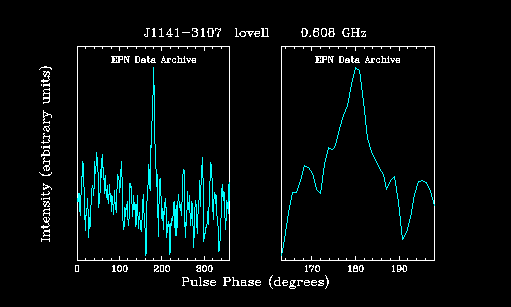 J1141-3107 lovell 0.608 GHz
EPN Data Archive EPN Data Archive
Intensity (arbitrary units)
0 100 200 300 170 180 190
Pulse Phase (degrees)